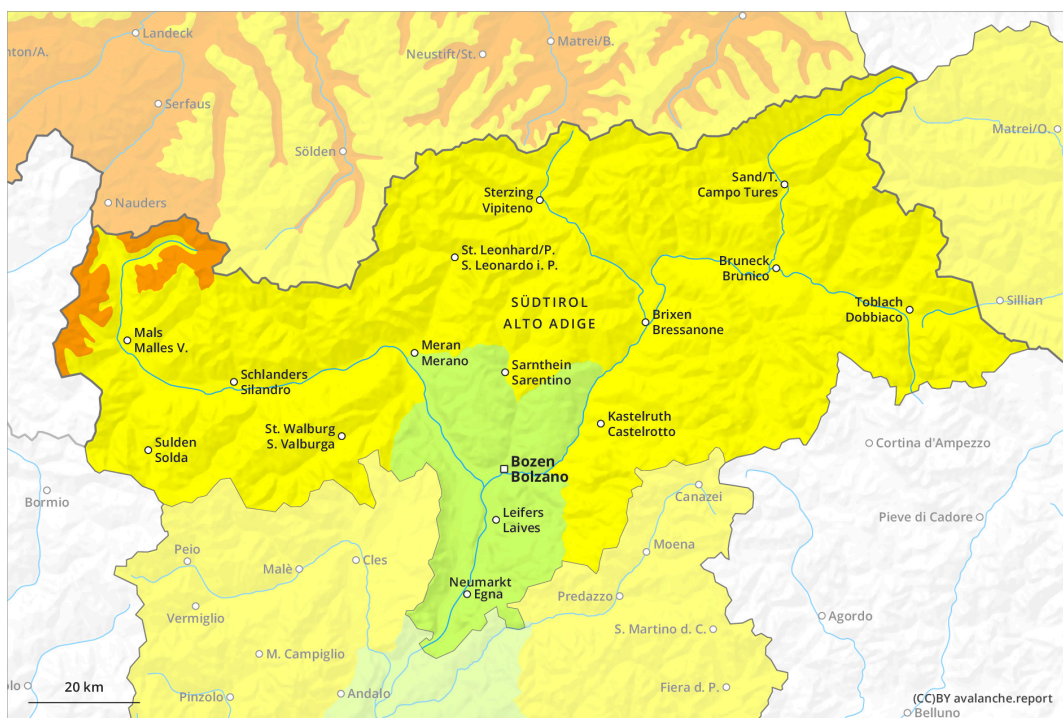 Landeck
nton/A.
Neustift/St.
Matrei/B.
Serfaus
Matrei/O.
Sölden
Sand/T.
Campo Tures
Sterzing
Vipiteno
Nauders
St. Leonhard/P.
S. Leonardo i. P.
Bruneck
Brunico
SÜDTIROL
ALTO ADIGE
Toblach
Dobbiaco
Sillian
Brixen
Bressanone
Mals
Malles V.
Meran
Merano
Sarnthein
Sarentino
Schlanders
Silandro
Kastelruth
Castelrotto
St. Walburg
S. Valburga
Sulden
Solda
Cortina d'Ampezzo
Bozen
Bolzano
Bormio
Canazei
Leifers
Laives
Pieve di Cadore
Peio
Moena
Cles
Malè
Neumarkt
Egna
Predazzo
Vermiglio
Agordo
S. Martino d. C.
M. Campiglio
olo
20 km
Pinzolo
Andalo
Fiera d. P.
(CC)BY avalanche.report
Belluno